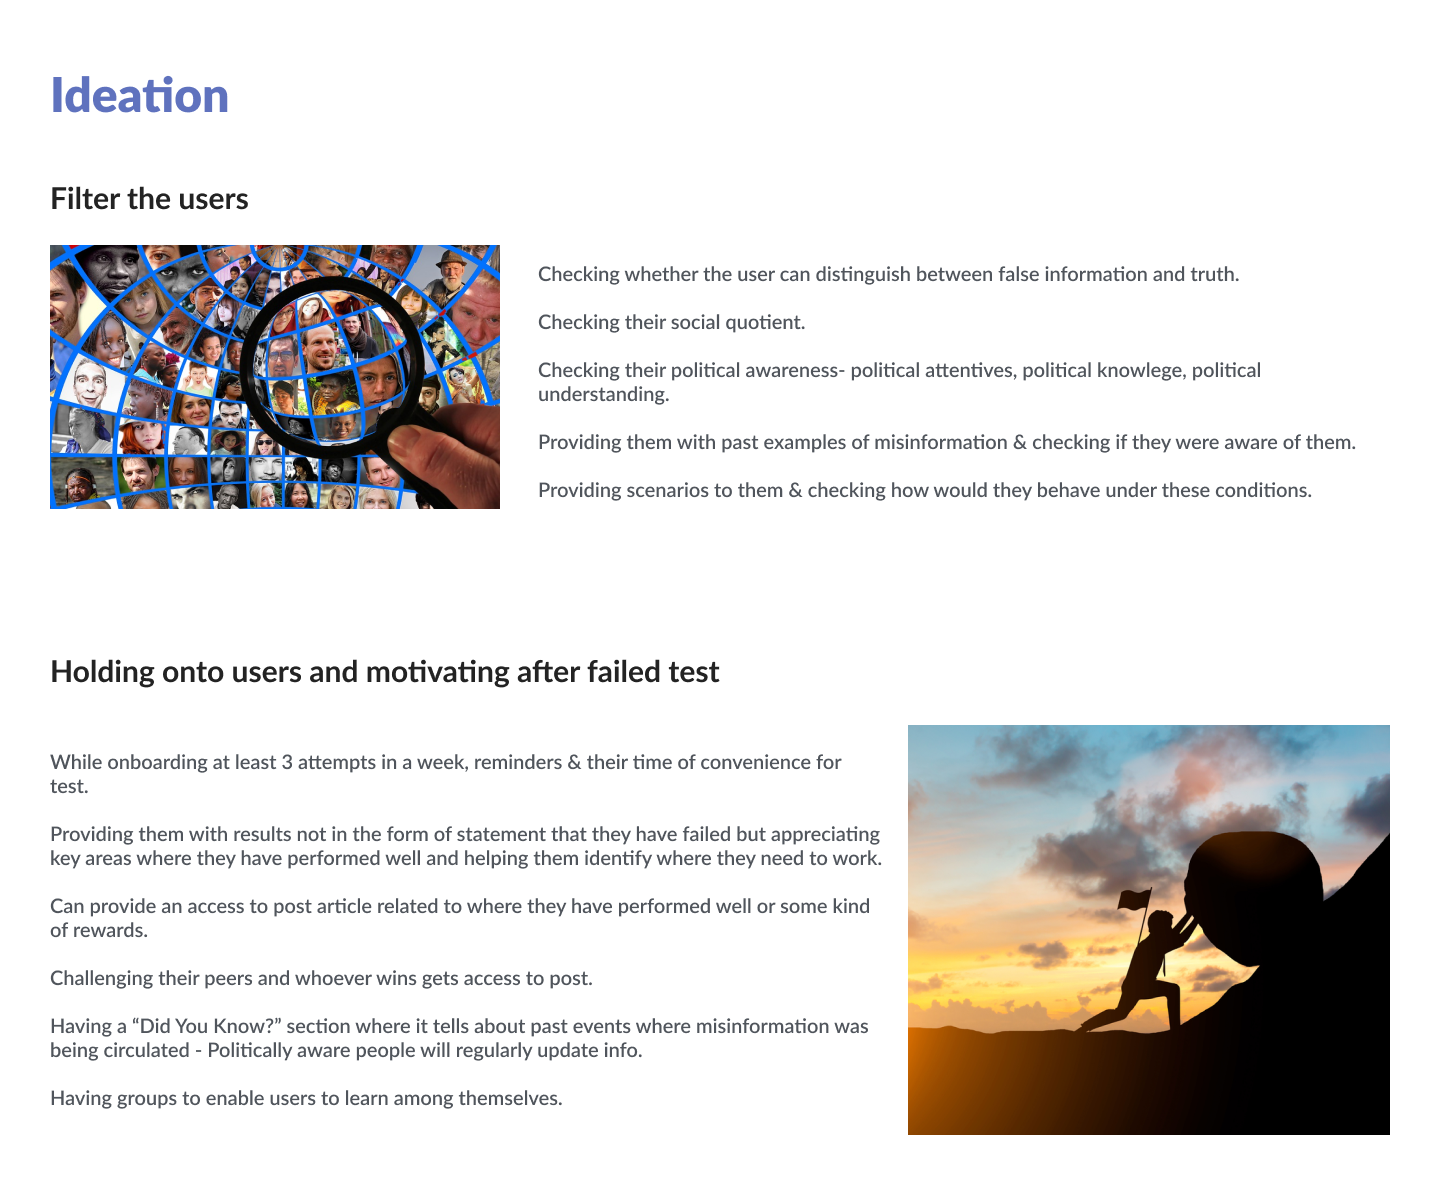 Ideation
Filter the users
Checking whether the user can distinguish between false information and truth.
Checking their social quotient.
Checking their political awareness- political attentives, political knowlege, political
understanding.
Providing them with past examples of misinformation & checking if they were aware of them.
Providing scenarios to them & checking how would they behave under these conditions.
Holding onto users and motivating after failed test
While onboarding at least 3 attempts in a week, reminders & their time of convenience for
test.
Providing them with results not in the form of statement that they have failed but appreciating
key areas where they have performed well and helping them identify where they need to work.
Can provide an access to post article related to where they have performed well or some kind
of rewards.
Challenging their peers and whoever wins gets access to post.
Having a “Did You Know?” section where it tells about past events where misinformation was
being circulated - Politically aware people will regularly update info.
Having groups to enable users to learn among themselves.